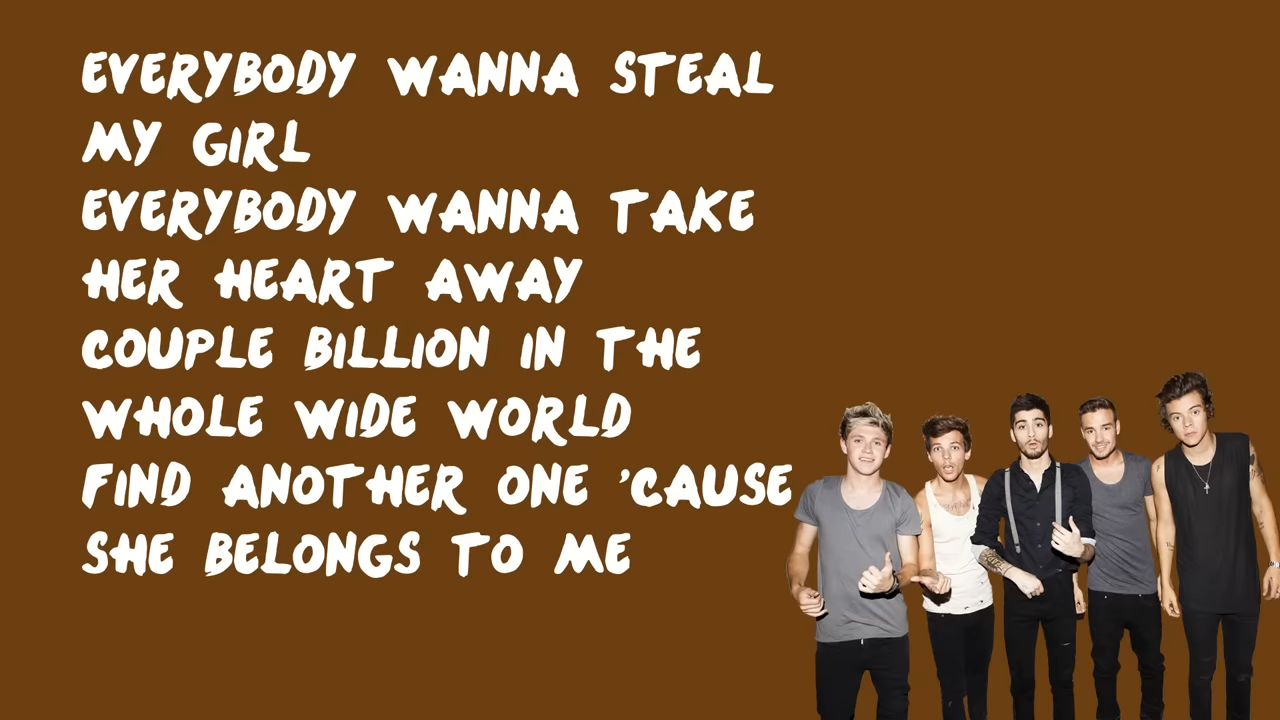 EVERYBODY WANNA STEAL
MY GIRL
EVERYBODY WANNA TAKE
HER HEART AWAY
COUPLE BILLION IN THE
WHOLE WIDE WORLD
FIND ANOTHER ONE 'CAUSE
SHE BELONGS TO ME